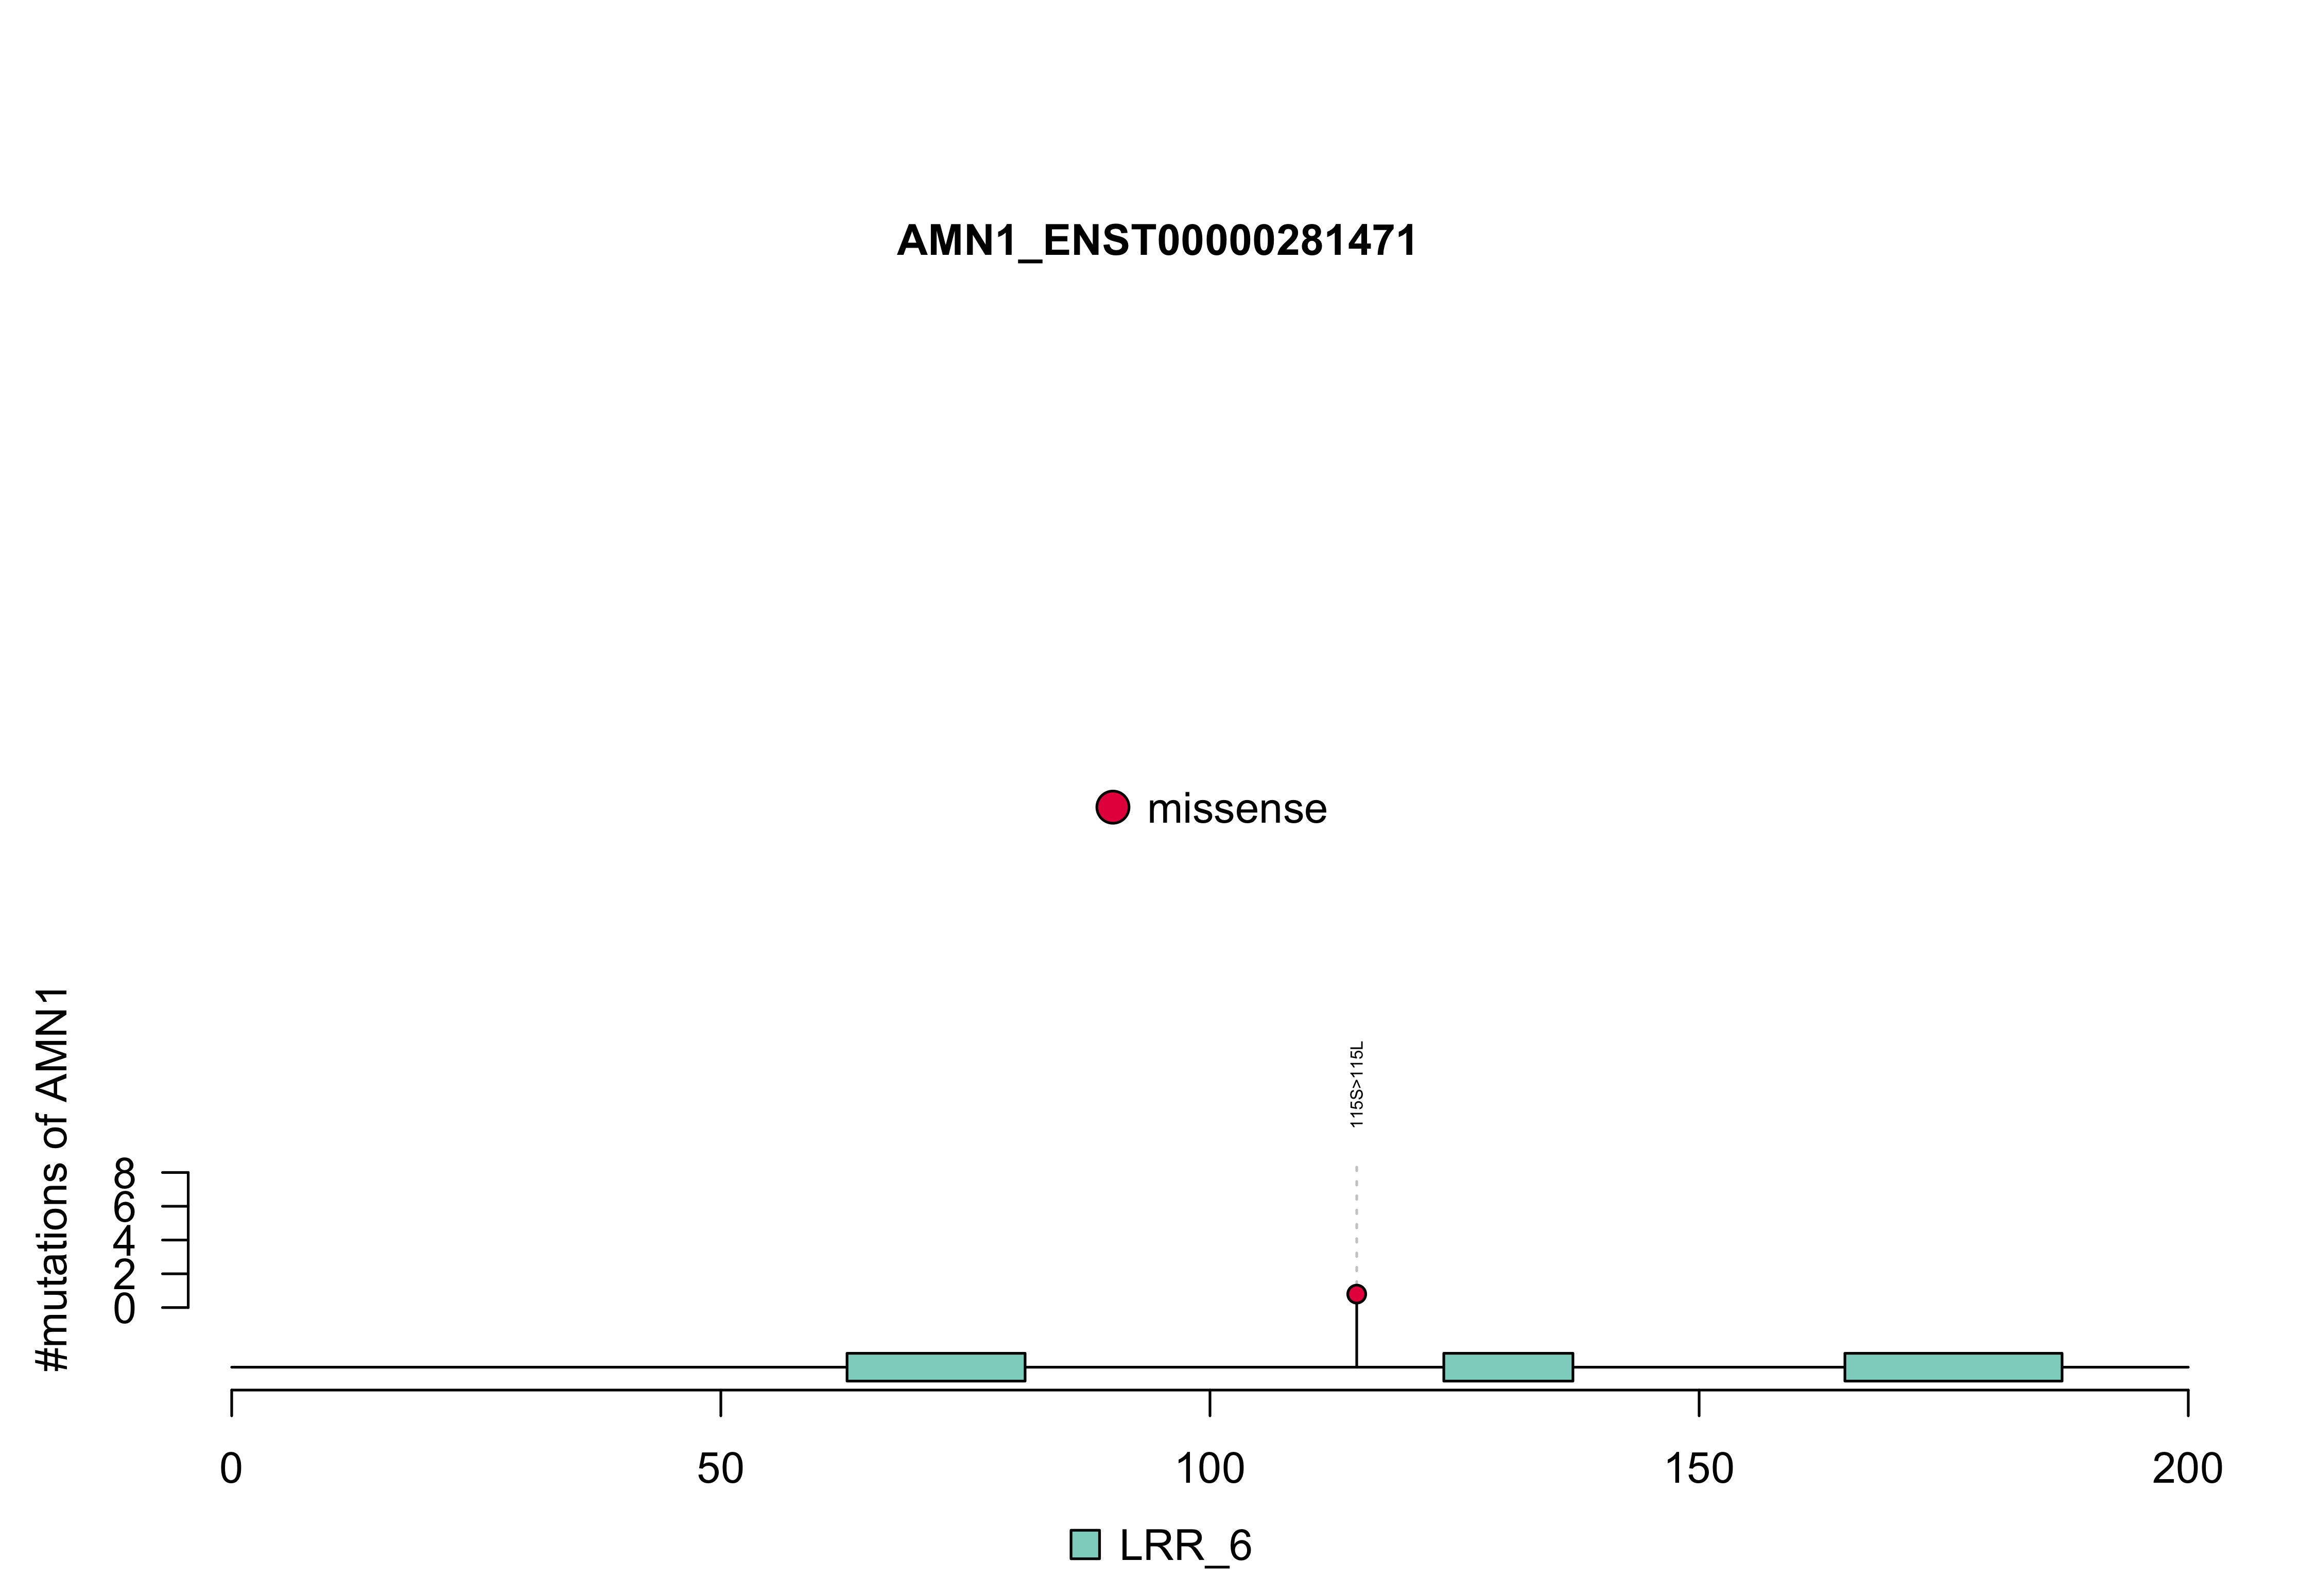 AMN1_ENST00000281471
missense
#mutations of AMN1
115S>115L
8
6
4
2
0
0 50 100 150 200
LRR_6